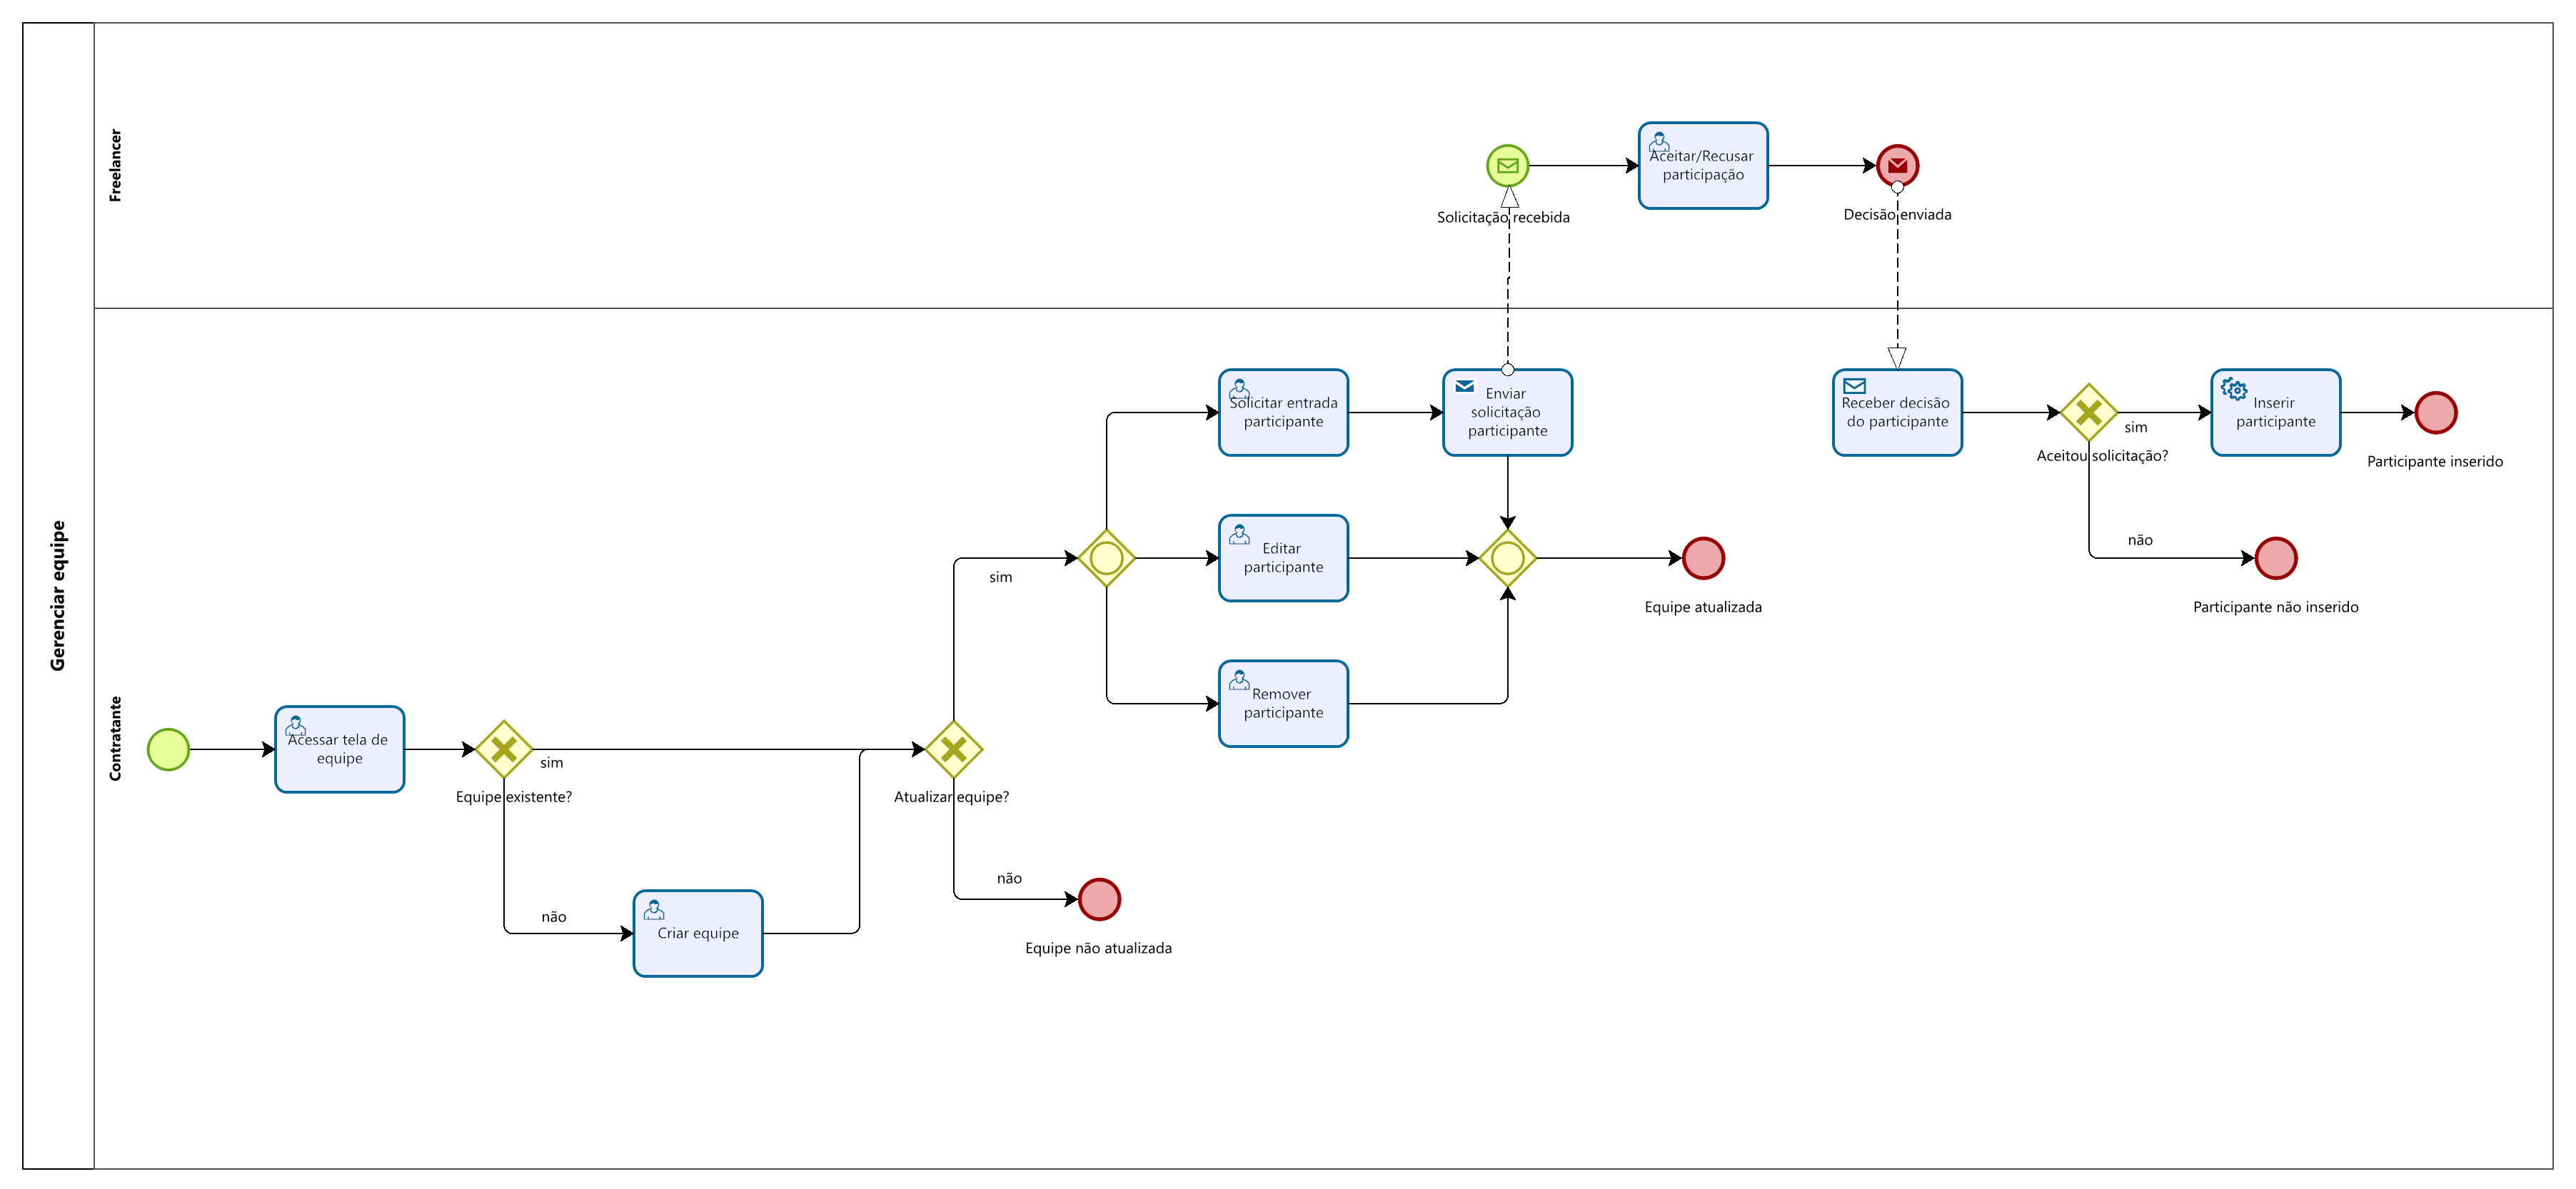 Gerenciar equipe
Freelancer
Solicitação recebida
Aceitar/Recusar
participação
Decisão enviada
Contratante
Acessar tela de
equipe
Equipe existente?
sim
não
Criar equipe
Atualizar equipe?
sim
não
Equipe não atualizada
Solicitar entrada
participante
Enviar
solicitação
participante
Editar
participante
Remover
participante
Equipe atualizada
Receber decisão
do participante
Aceitou solicitação?
sim
não
Inserir
participante
Participante inserido
Participante não inserido